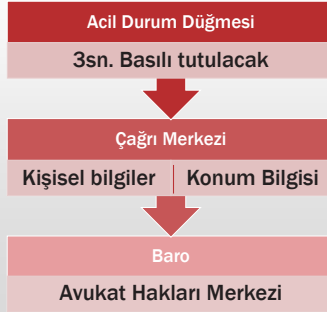 Acil Durum Düğmesi
3sn. Basılı tutulacak
Çağrı Merkezi
Kişisel bilgiler Konum Bilgisi
Baro
Avukat Hakları Merkezi